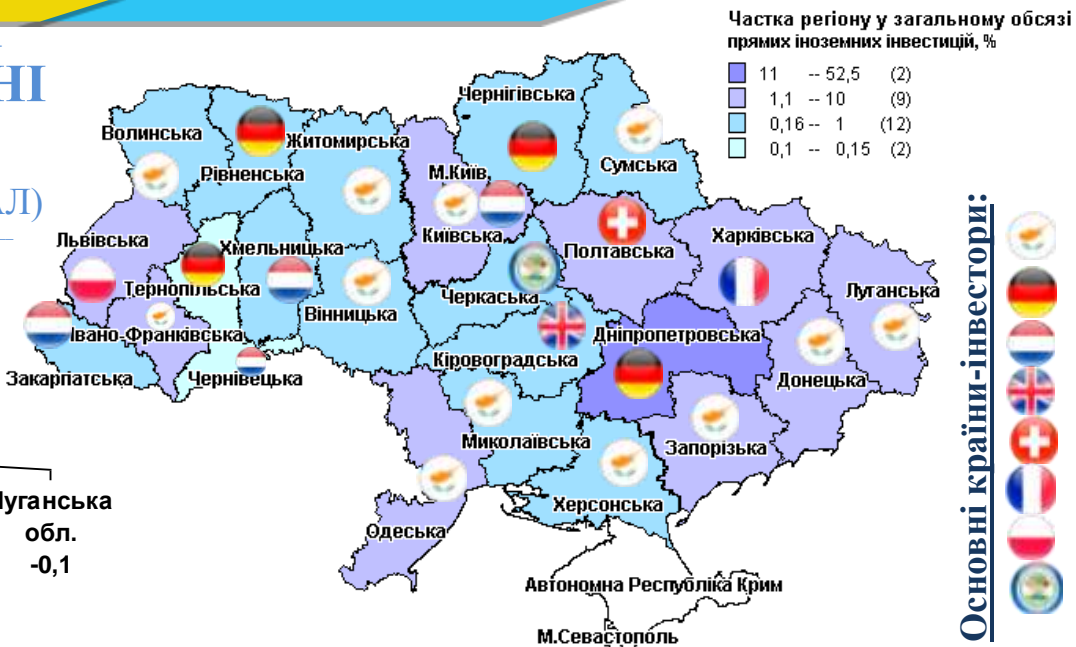 Частка регіону у загальному обсязі
прямих іноземних інвестицій, %
11 -- 52,5 (2)
1,1 -- 10 (9)
0,16 -- 1 (12)
0,1 -- 0,15 (2)
НІ
АЛ)
Волинська
Рівненська
Житомирська
Чернігівська
Сумська
М.Київ
Київська
Львівська
Тернопільська
Хмельницька
Вінницька
Черкаська
Полтавська
Харківська
Луганська
Івано-Франківська
Закарпатська
Чернівецька
Кіровоградська
Дніпропетровська
Донецька
Миколаївська
Запорізька
Херсонська
Одеська
Автономна Республіка Крим
М.Севастополь
Луганська
обл.
-0,1
Основні країни-інвестори: